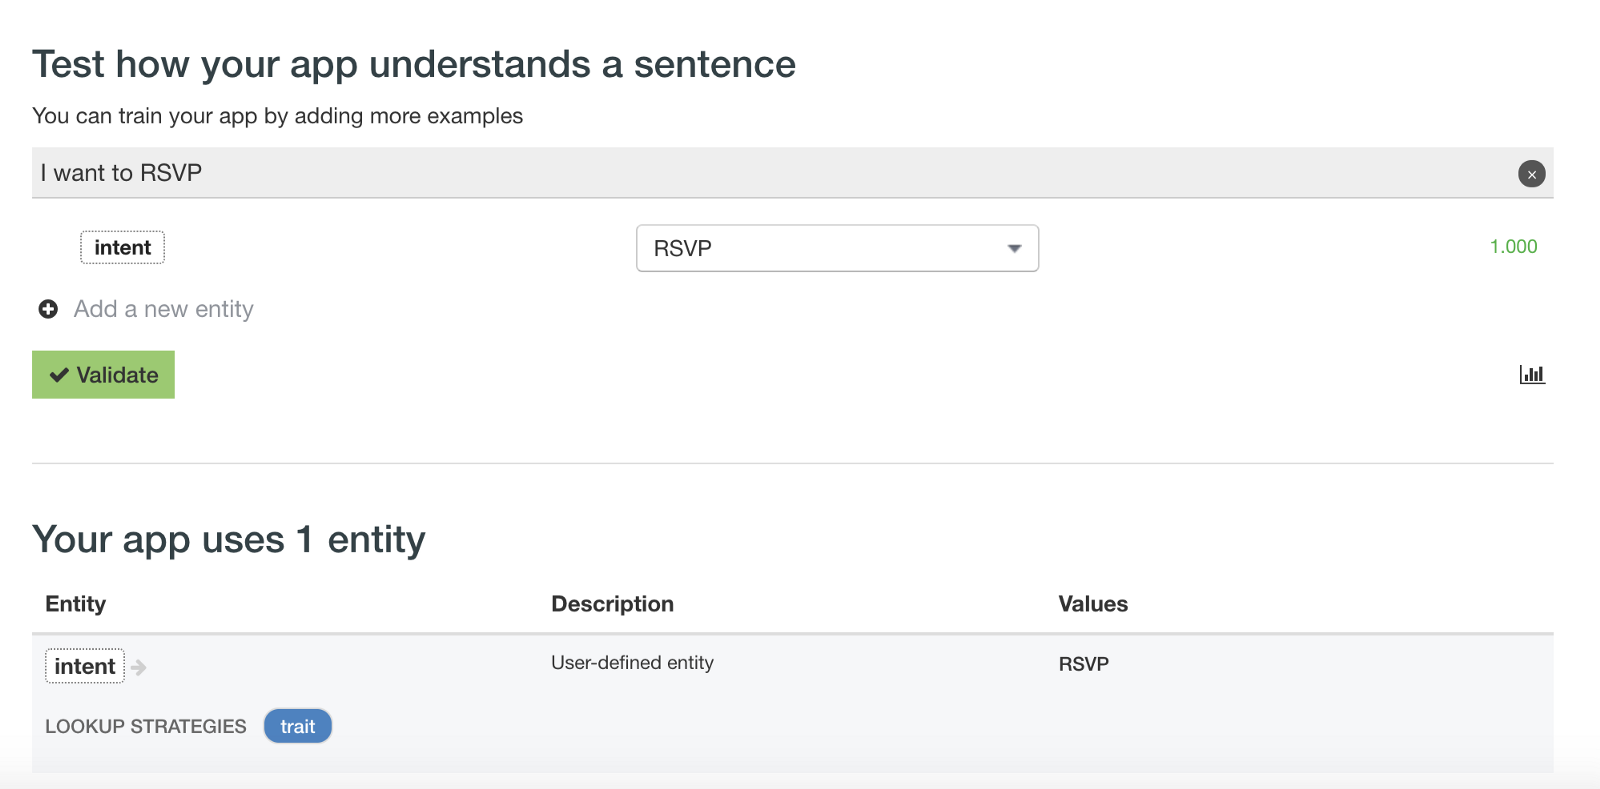 Test how your app understands a sentence
You can train your app by adding more examples
I want to RSVP
intent RSVP 1.000
Add a new entity
Validate
Your app uses 1 entity
Entity Description Values
intent User-defined entity RSVP
LOOKUP STRATEGIES trait